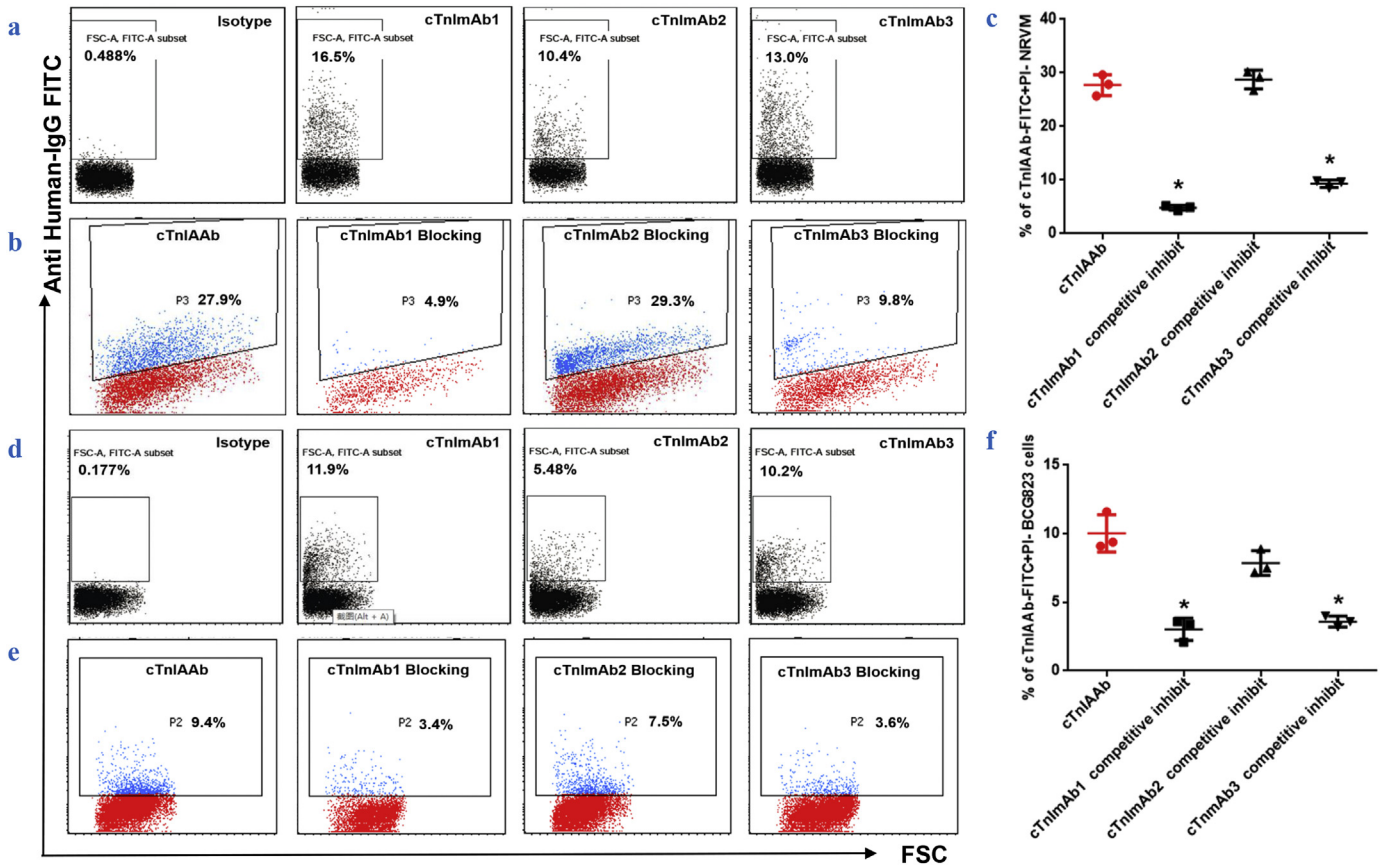 a
Isotype
FSC-A, FITC-A subset
0.488%
cTnImAb1
FSC-A, FITC-A subset
16.5%
cTnImAb2
FSC-A, FITC-A subset
10.4%
cTnImAb3
FSC-A, FITC-A subset
13.0%
Anti Human-IgG FITC
b
cTnIAAb
P3 27.9%
cTnImAb1 Blocking
P3 4.9%
cTnImAb2 Blocking
P3 29.3%
cTnImAb3 Blocking
P3 9.8%
c
% of cTnIAAb-FITC+PI- NRVM
40
30
20
10
0
*
*
cTnIAAb
cTnImAb1 competitive inhibit
cTnImAb2 competitive inhibit
cTnmAb3 competitive inhibit
d
Isotype
FSC-A, FITC-A subset
0.177%
cTnImAb1
FSC-A, FITC-A subset
11.9%
截图(Alt + A)
cTnImAb2
FSC-A, FITC-A subset
5.48%
cTnImAb3
FSC-A, FITC-A subset
10.2%
e
cTnIAAb
P2 9.4%
cTnImAb1 Blocking
P2 3.4%
cTnImAb2 Blocking
P2 7.5%
cTnImAb3 Blocking
P2 3.6%
FSC
f
% of cTnIAAb-FITC+PI- BCG823 cells
15
10
5
0
*
*
cTnIAAb
cTnImAb1 competitive inhibit
cTnImAb2 competitive inhibit
cTnmAb3 competitive inhibit